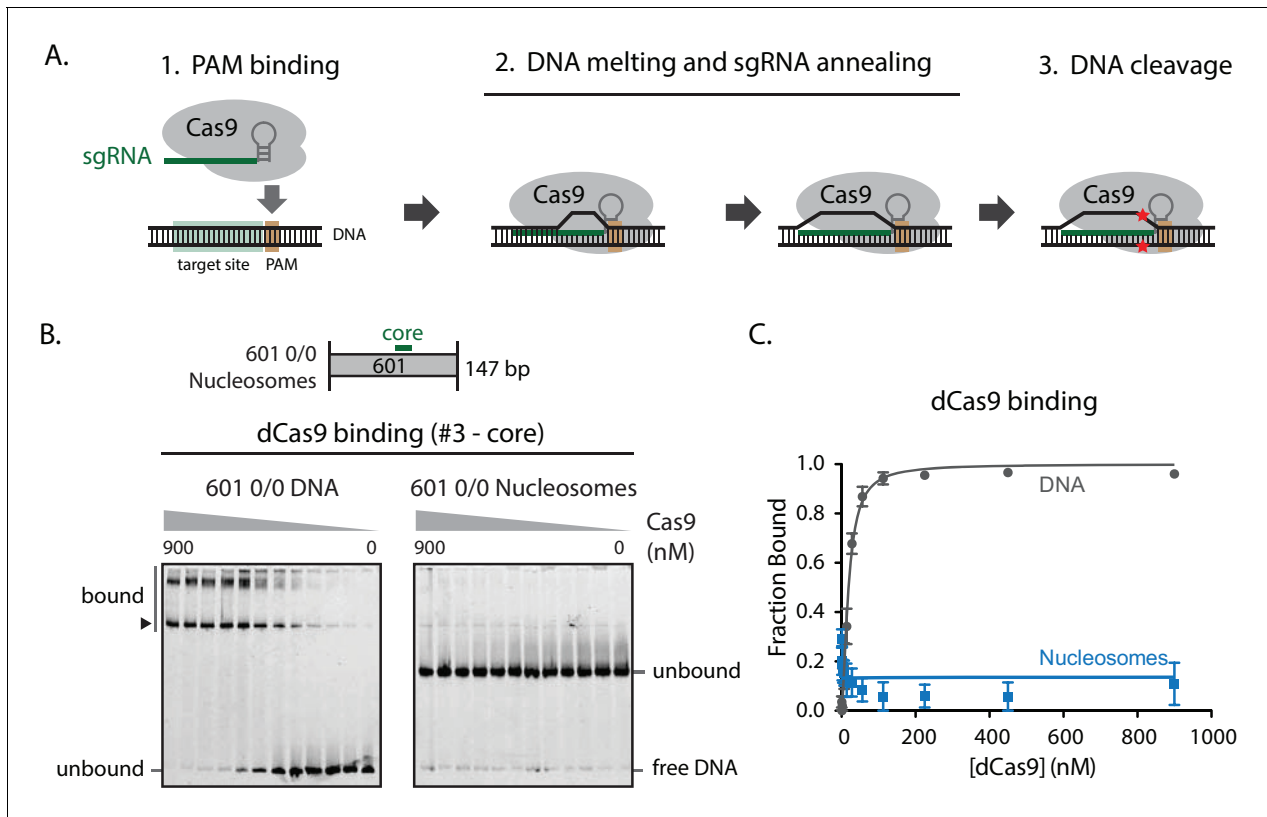 A.
1. PAM binding
2. DNA melting and sgRNA annealing
3. DNA cleavage
Cas9
sgRNA
DNA
target site
PAM
Cas9
Cas9
Cas9
B.
core
601 0/0
Nucleosomes
601
147 bp
dCas9 binding (#3 - core)
601 0/0 DNA
601 0/0 Nucleosomes
Cas9
(nM)
900
0
900
0
bound
unbound
unbound
free DNA
C.
dCas9 binding
Fraction Bound
1.0
0.8
0.6
0.4
0.2
0.0
DNA
Nucleosomes
0
200
400
600
800
1000
[dCas9] (nM)